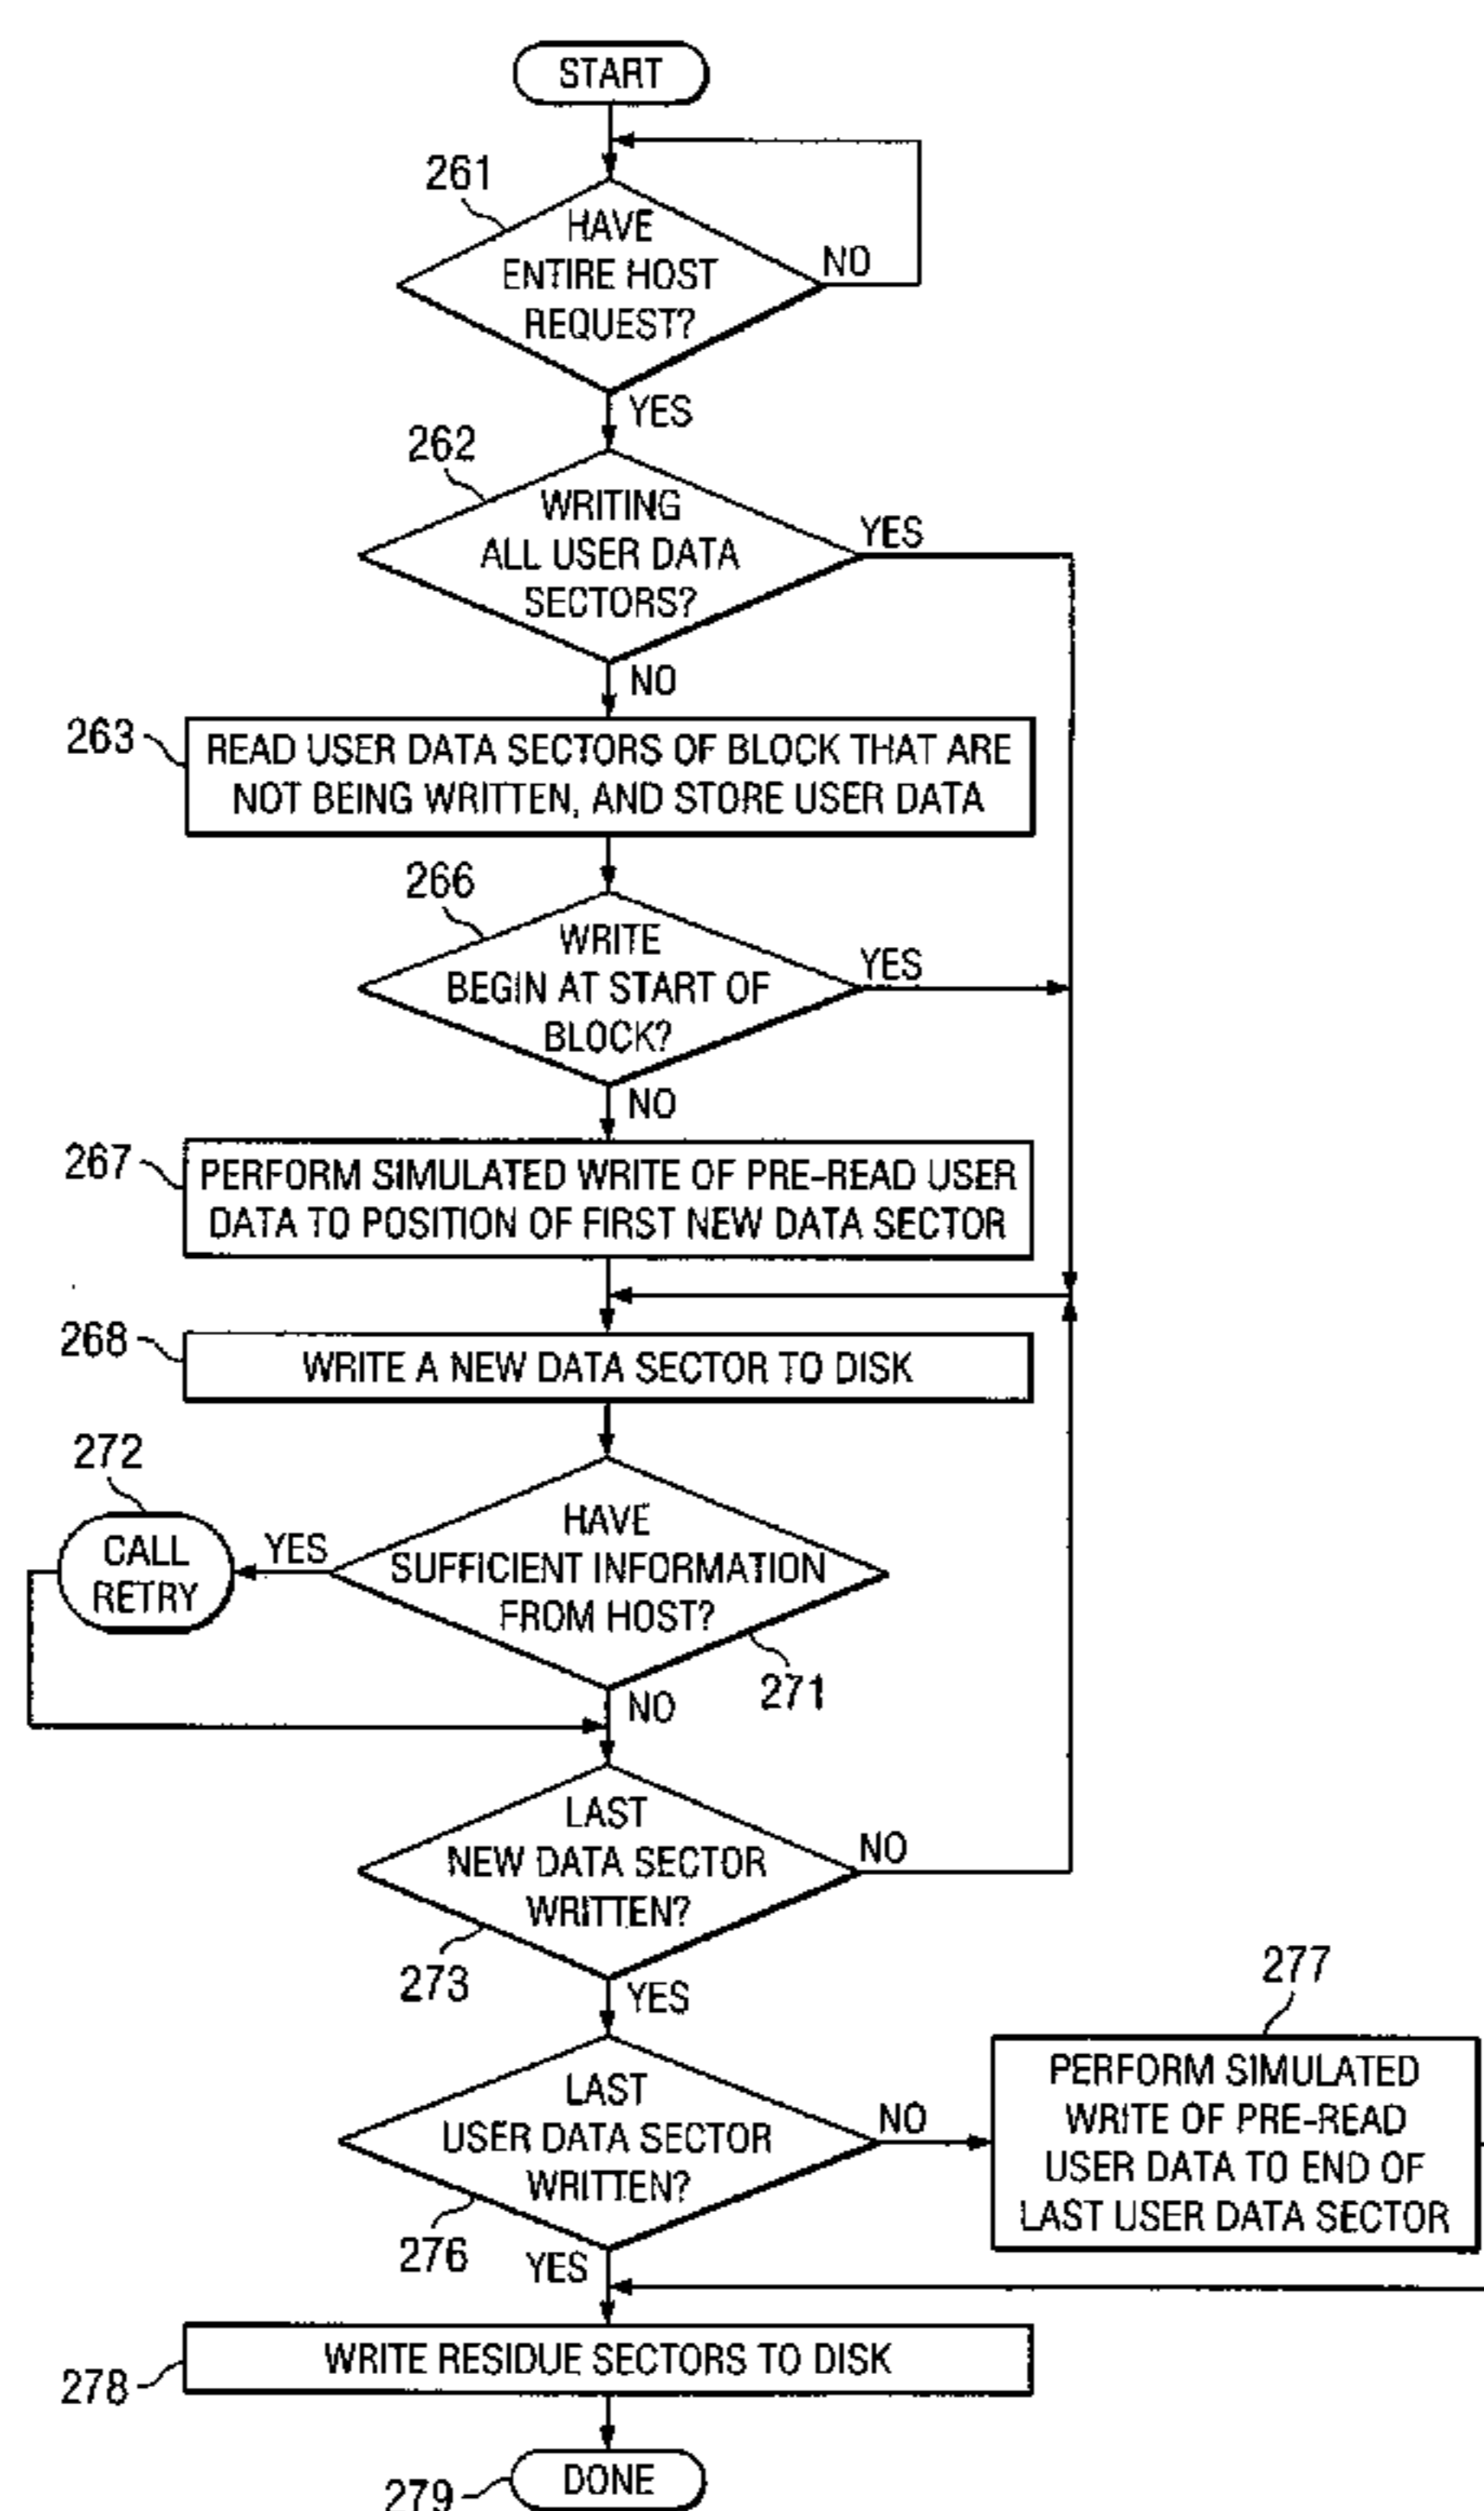 START
261
HAVE
ENTIRE HOST
REQUEST?
NO
YES
262
WRITING
ALL USER DATA
SECTORS?
YES
NO
263
READ USER DATA SECTORS OF BLOCK THAT ARE
NOT BEING WRITTEN, AND STORE USER DATA
266
WRITE
BEGIN AT START OF
BLOCK?
YES
NO
267
PERFORM SIMULATED WRITE OF PRE-READ USER
DATA TO POSITION OF FIRST NEW DATA SECTOR
268
WRITE A NEW DATA SECTOR TO DISK
272
CALL
RETRY
YES
HAVE
SUFFICIENT INFORMATION
FROM HOST?
271
NO
LAST
NEW DATA SECTOR
WRITTEN?
NO
273
YES
277
LAST
USER DATA SECTOR
WRITTEN?
NO
PERFORM SIMULATED
WRITE OF PRE-READ
USER DATA TO END OF
LAST USER DATA SECTOR
276
YES
278
WRITE RESIDUE SECTORS TO DISK
279
DONE